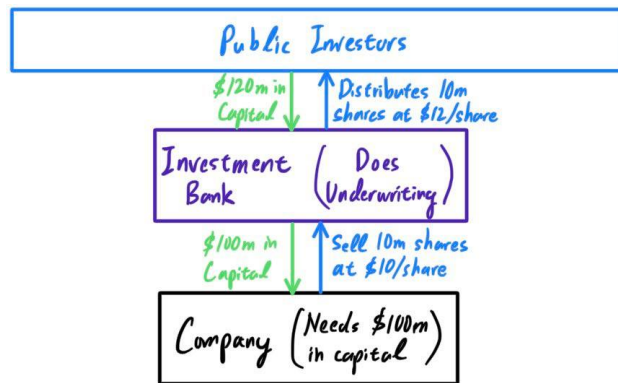 Public Investors
$120m in
Capital
Distributes 10m
shares at $12/share
Investment
Bank
(Does
Underwriting)
$100m in
Capital
Sell 10m shares
at $10/share
Company
(Needs $100m
in capital)